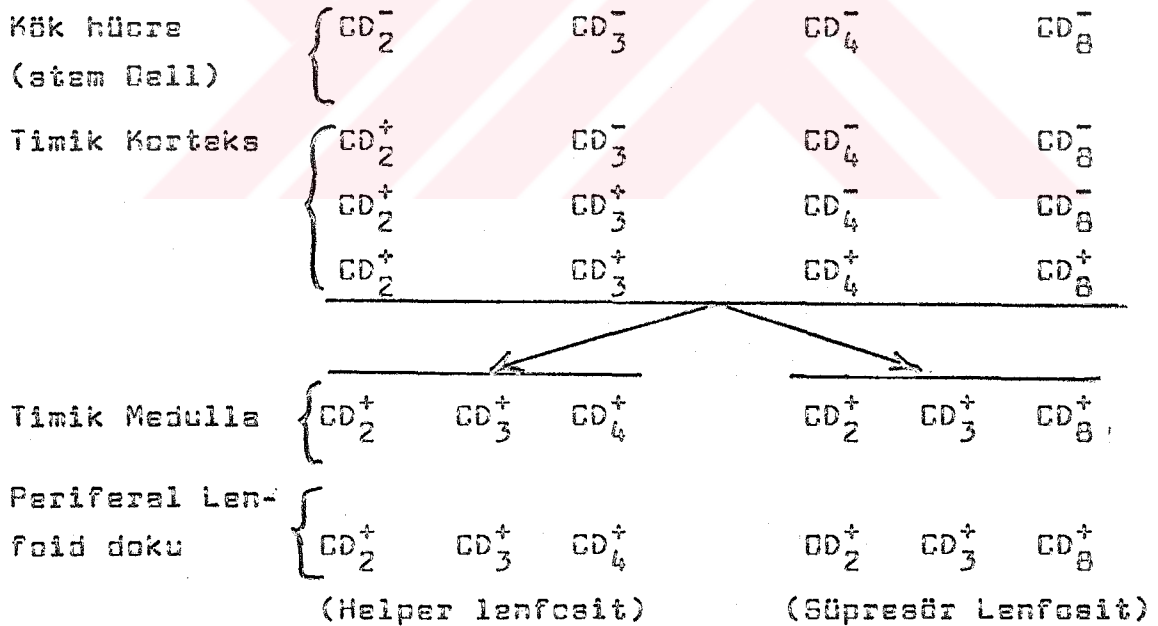 Kök hücre CD₂⁻ CD₃⁻ CD₄⁻ CD₈⁻
(stem Cell)
Timik Korteks CD₂⁺ CD₃⁻ CD₄⁻ CD₈⁻
CD₂⁺ CD₃⁺ CD₄⁻ CD₈⁻
CD₂⁺ CD₃⁺ CD₄⁺ CD₈⁺
Timik Medulla CD₂⁺ CD₃⁺ CD₄⁺ CD₂⁺ CD₃⁺ CD₈⁺
Periferal Len-
foid doku CD₂⁺ CD₃⁺ CD₄⁺ CD₂⁺ CD₃⁺ CD₈⁺
(Helper lenfosit) (Süpresör Lenfosit)